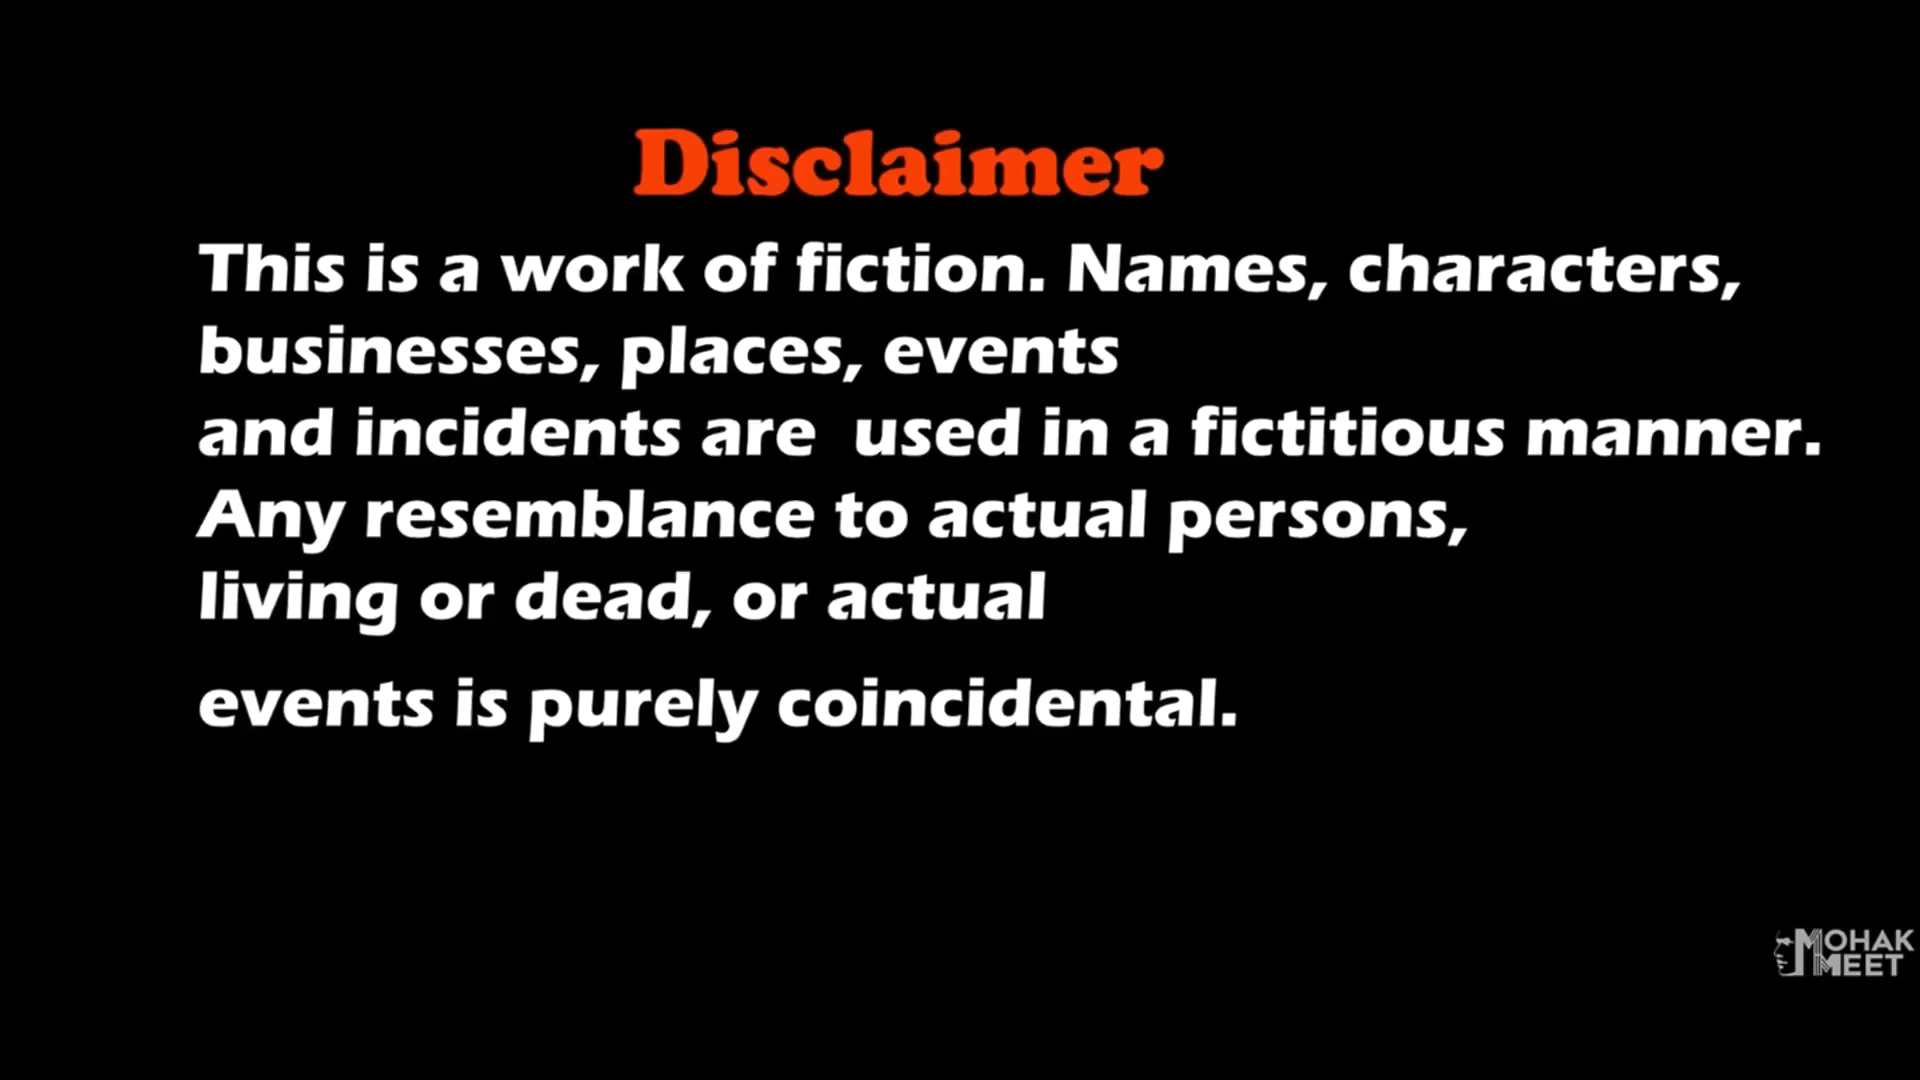 Disclaimer
This is a work of fiction. Names, characters,
businesses, places, events
and incidents are  used in a fictitious manner.
Any resemblance to actual persons,
living or dead, or actual
events is purely coincidental.
MOHAK
MEET